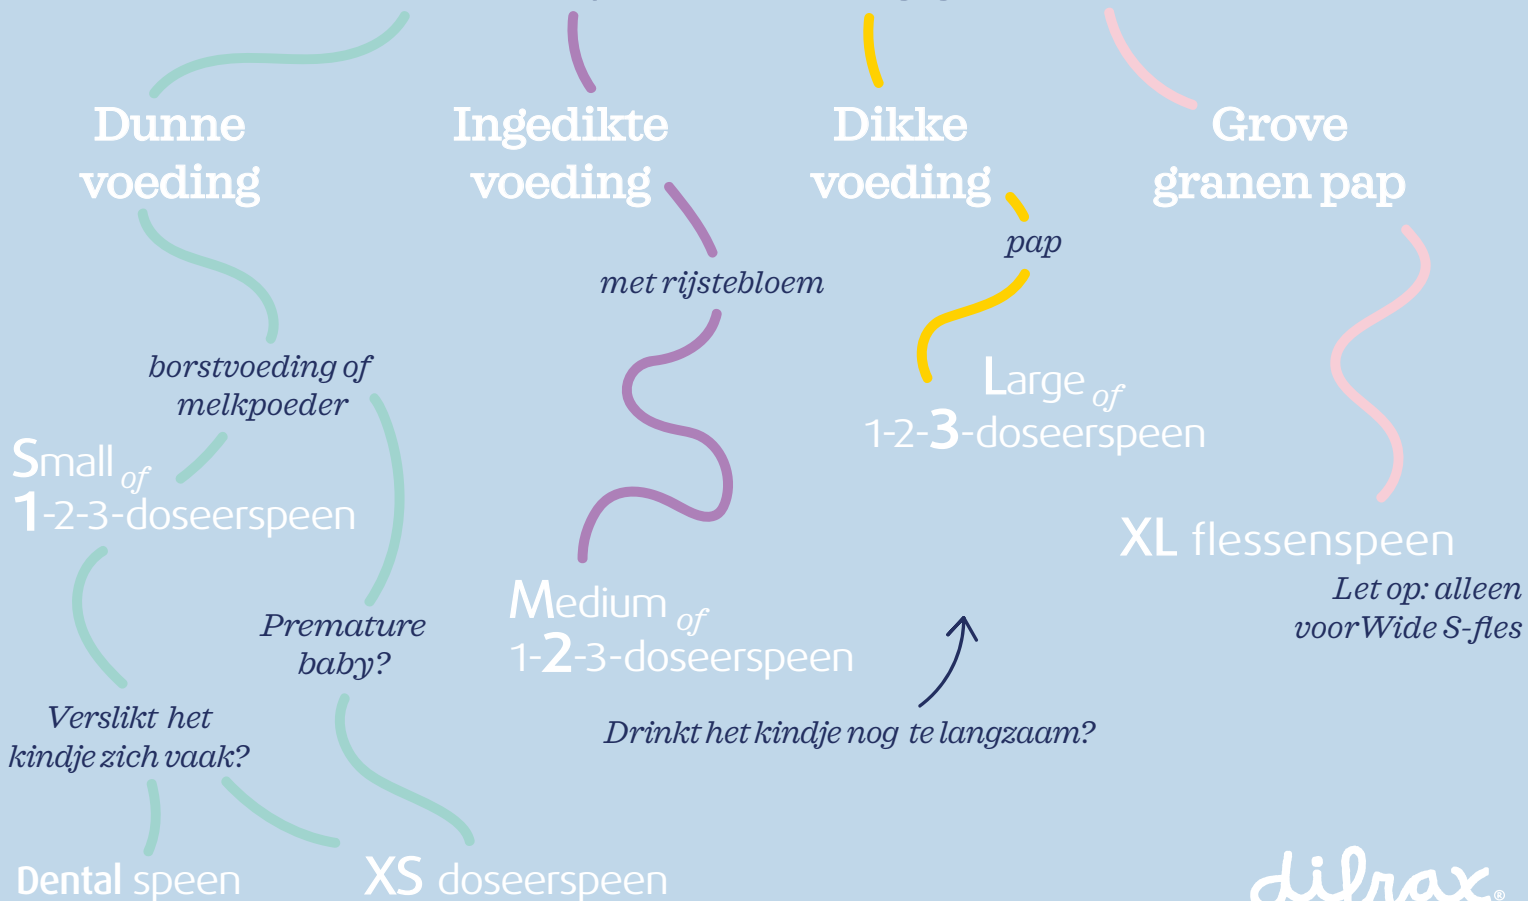 Dunne
voeding
Ingedikte
voeding
Dikke
voeding
Grove
granen pap
pap
met rijstebloem
borstvoeding of
melkpoeder
Large of
1-2-3-doseerspeen
Small of
1-2-3-doseerspeen
XL flessenspeen
Let op: alleen
voor Wide S-fles
Medium of
1-2-3-doseerspeen
Premature
baby?
Verslikt het
kindje zich vaak?
Drinkt het kindje nog te langzaam?
Dental speen
XS doseerspeen
difrax®